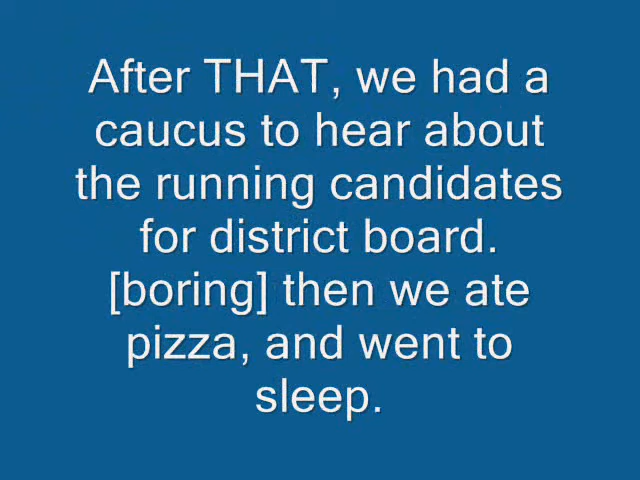 After THAT, we had a
caucus to hear about
the running candidates
for district board.
[boring] then we ate
pizza, and went to
sleep.